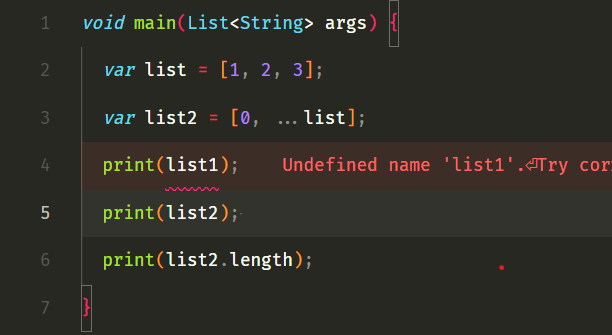 1 void main(List<String> args) {
2 var list = [1, 2, 3];
3 var list2 = [0, ...list];
4 print(list1); Undefined name 'list1'.⏎Try cor
5 print(list2);
6 print(list2.length);
7 }